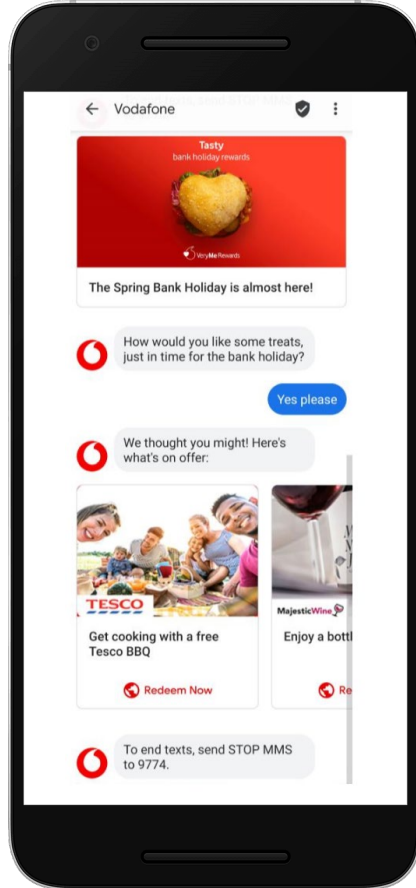 Vodafone
Tasty
bank holiday rewards
VeryMe Rewards
The Spring Bank Holiday is almost here!
How would you like some treats,
just in time for the bank holiday?
Yes please
We thought you might! Here's
what's on offer:
TESCO
Get cooking with a free
Tesco BBQ
Redeem Now
MajesticWine
Enjoy a bottl
Re
To end texts, send STOP MMS
to 9774.